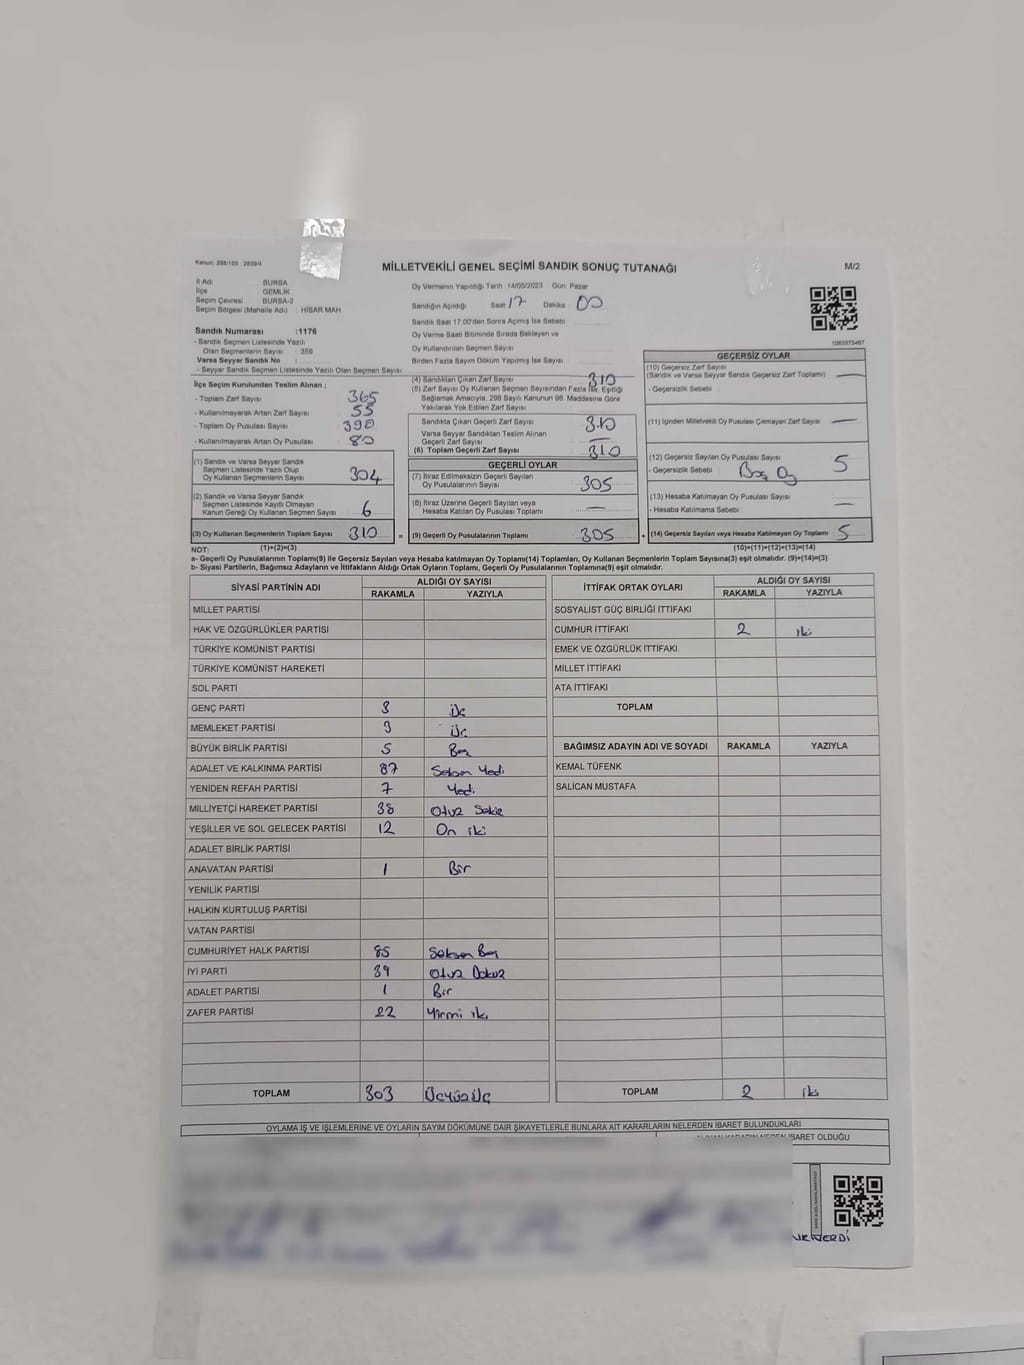 Kanun: 298/103 : 2839/4
MİLLETVEKİLİ GENEL SEÇİMİ SANDIK SONUÇ TUTANAĞI
M/2
İl Adı BURSA
İlçe GEMLİK
Seçim Çevresi BURSA-2
Seçim Bölgesi (Mahalle Adı) : HİSAR MAH.
Sandık Numarası :1176
- Sandık Seçmen Listesinde Yazılı
Olan Seçmenlerin Sayısı : 359
Varsa Seyyar Sandık No :
- Seyyar Sandık Seçmen Listesinde Yazılı Olan Seçmen Sayısı :
Oy Vermenin Yapıldığı Tarih :14/05/2023 Gün: Pazar
Sandığın Açıldığı Saat 17 Dakika 00
Sandık Saat 17:00'den Sonra Açılmış İse Sebebi
Oy Verme Saati Bitiminde Sırada Bekleyen ve
Oy Kullandırılan Seçmen Sayısı
Birden Fazla Sayım Döküm Yapılmış İse Sayısı
İlçe Seçim Kurulundan Teslim Alınan ;
- Toplam Zarf Sayısı 365
- Kullanılmayarak Artan Zarf Sayısı 55
- Toplam Oy Pusulası Sayısı 390
- Kullanılmayarak Artan Oy Pusulası 80
(1) Sandık ve Varsa Seyyar Sandık
Seçmen Listesinde Yazılı Olup
Oy Kullanan Seçmenlerin Sayısı 304
(2) Sandık ve Varsa Seyyar Sandık
Seçmen Listesinde Kayıtlı Olmayan
Kanun Gereği Oy Kullanan Seçmen Sayısı 6
(3) Oy Kullanan Seçmenlerin Toplam Sayısı 310
(1)+(2)=(3)
(4) Sandıktan Çıkan Zarf Sayısı 310
(5) Zarf Sayısı Oy Kullanan Seçmen Sayısından Fazla İse, Eşitliği
Sağlamak Amacıyla, 298 Sayılı Kanunun 98. Maddesine Göre
Yakılarak Yok Edilen Zarf Sayısı
Sandıkta Çıkan Geçerli Zarf Sayısı 310
Varsa Seyyar Sandıktan Teslim Alınan
Geçerli Zarf Sayısı —
(6) Toplam Geçerli Zarf Sayısı 310
GEÇERLİ OYLAR
(7) İtiraz Edilmeksizin Geçerli Sayılan
Oy Pusulalarının Sayısı 305
(8) İtiraz Üzerine Geçerli Sayılan veya
Hesaba Katılan Oy Pusulası Toplamı —
= (9) Geçerli Oy Pusulalarının Toplamı 305
1083375467
GEÇERSİZ OYLAR
(10) Geçersiz Zarf Sayısı
(Sandık ve Varsa Seyyar Sandık Geçersiz Zarf Toplamı) —
- Geçersizlik Sebebi
(11) İçinden Milletvekili Oy Pusulası Çıkmayan Zarf Sayısı —
(12) Geçersiz Sayılan Oy Pusulası Sayısı 5
- Geçersizlik Sebebi Boş Oy
(13) Hesaba Katılmayan Oy Pusulası Sayısı —
- Hesaba Katılmama Sebebi —
+ (14) Geçersiz Sayılan veya Hesaba Katılmayan Oy Toplamı 5
(10)+(11)+(12)+(13)=(14)
NOT:
a- Geçerli Oy Pusulalarının Toplamı(9) ile Geçersiz Sayılan veya Hesaba katılmayan Oy Toplamı(14) Toplamları, Oy Kullanan Seçmenlerin Toplam Sayısına(3) eşit olmalıdır. (9)+(14)=(3)
b- Siyasi Partilerin, Bağımsız Adayların ve İttifakların Aldığı Ortak Oyların Toplamı, Geçerli Oy Pusulalarının Toplamına(9) eşit olmalıdır.
SİYASİ PARTİNİN ADI ALDIĞI OY SAYISI
RAKAMLA YAZIYLA
MİLLET PARTİSİ
HAK VE ÖZGÜRLÜKLER PARTİSİ
TÜRKİYE KOMÜNİST PARTİSİ
TÜRKİYE KOMÜNİST HAREKETİ
SOL PARTİ
GENÇ PARTİ 3 Üç
MEMLEKET PARTİSİ 3 Üç
BÜYÜK BİRLİK PARTİSİ 5 Beş
ADALET VE KALKINMA PARTİSİ 87 Seksen Yedi
YENİDEN REFAH PARTİSİ 7 Yedi
MİLLİYETÇİ HAREKET PARTİSİ 38 Otuz Sekiz
YEŞİLLER VE SOL GELECEK PARTİSİ 12 On iki
ADALET BİRLİK PARTİSİ
ANAVATAN PARTİSİ 1 Bir
YENİLİK PARTİSİ
HALKIN KURTULUŞ PARTİSİ
VATAN PARTİSİ
CUMHURİYET HALK PARTİSİ 85 Seksen Beş
İYİ PARTİ 39 Otuz Dokuz
ADALET PARTİSİ 1 Bir
ZAFER PARTİSİ 22 Yirmi iki
TOPLAM 303 Üçyüzüç
İTTİFAK ORTAK OYLARI ALDIĞI OY SAYISI
RAKAMLA YAZIYLA
SOSYALİST GÜÇ BİRLİĞİ İTTİFAKI
CUMHUR İTTİFAKI 2 iki
EMEK VE ÖZGÜRLÜK İTTİFAKI
MİLLET İTTİFAKI
ATA İTTİFAKI
TOPLAM
BAĞIMSIZ ADAYIN ADI VE SOYADI RAKAMLA YAZIYLA
KEMAL TÜFENK
SALİCAN MUSTAFA
TOPLAM 2 iki
OYLAMA İŞ VE İŞLEMLERİNE VE OYLARIN SAYIM DÖKÜMÜNE DAİR ŞİKAYETLERLE BUNLARA AİT KARARLARIN NELERDEN İBARET BULUNDUKLARI
ALINAN KARARIN NEDEN İBARET OLDUĞU